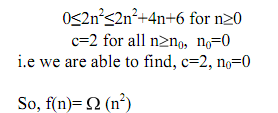 0≤2n²≤2n²+4n+6 for n≥0
c=2 for all n≥n₀, n₀=0
i.e we are able to find, c=2, n₀=0
So, f(n)= Ω (n²)